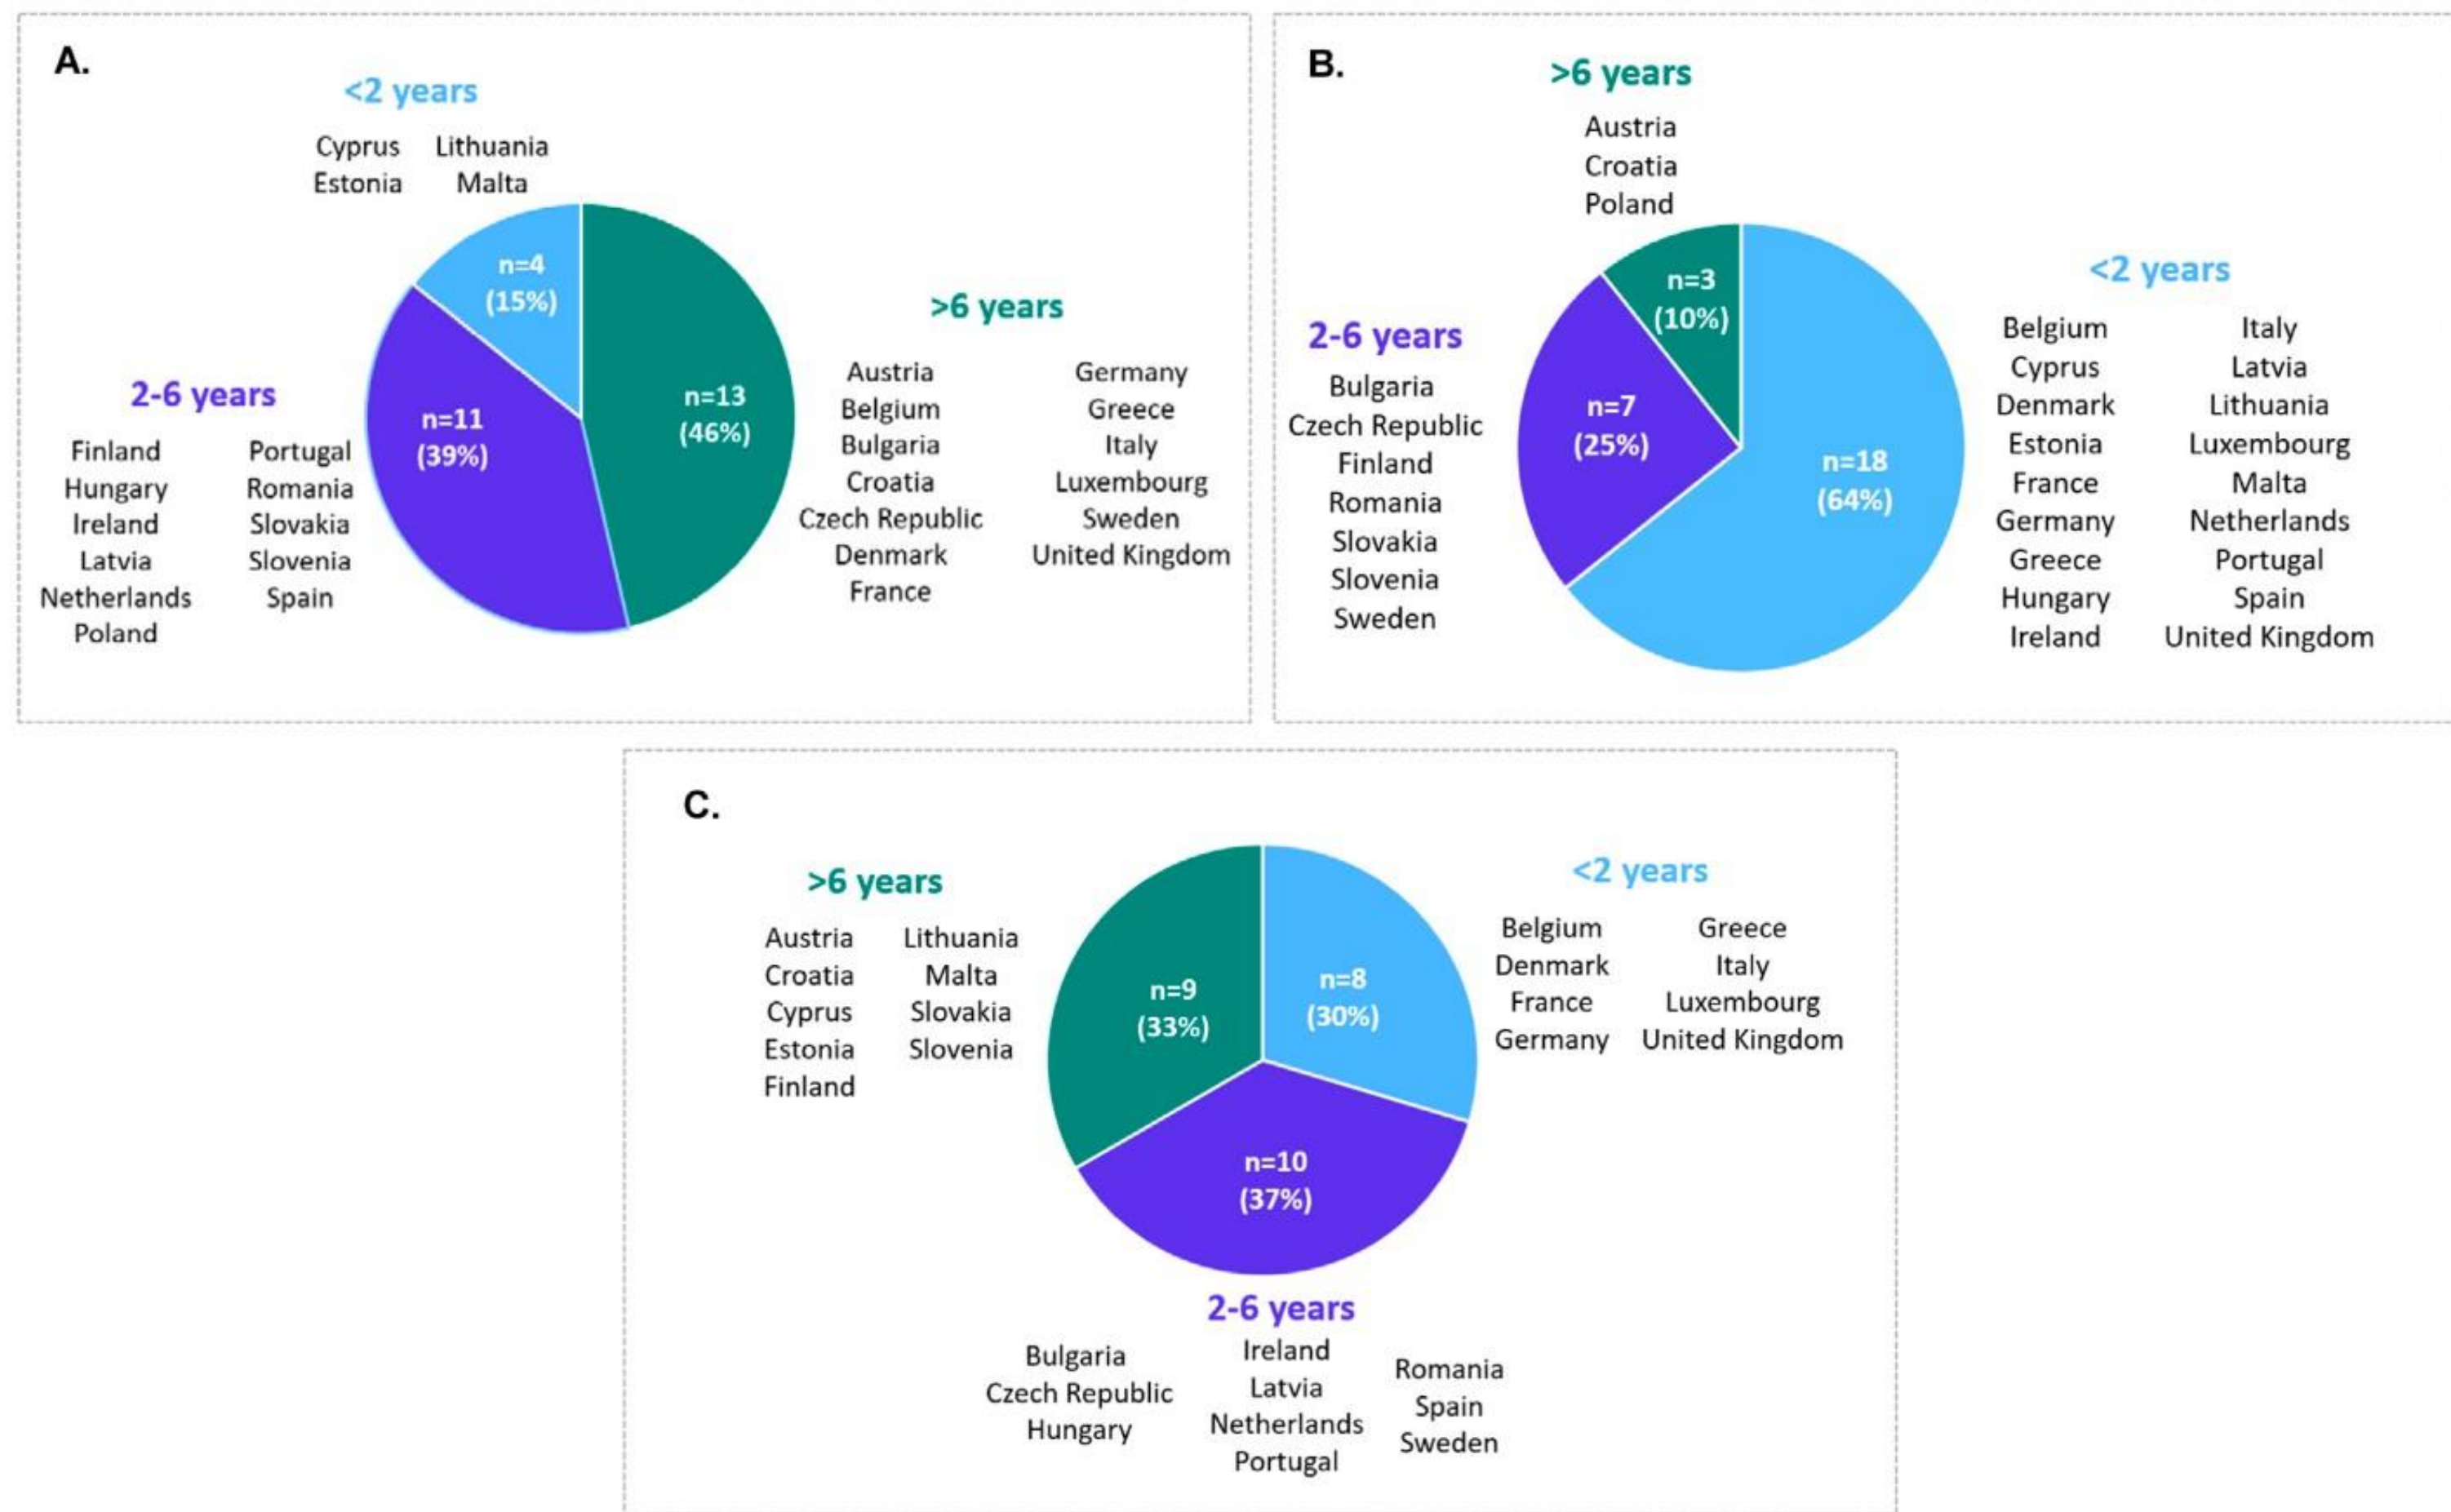 A.
<2 years
Cyprus Lithuania
Estonia Malta
n=4
(15%)
>6 years
n=13
(46%)
Austria Germany
Belgium Greece
Bulgaria Italy
Croatia Luxembourg
Czech Republic Sweden
Denmark United Kingdom
France
2-6 years
n=11
(39%)
Finland Portugal
Hungary Romania
Ireland Slovakia
Latvia Slovenia
Netherlands Spain
Poland
B.
>6 years
Austria
Croatia
Poland
n=3
(10%)
<2 years
Belgium Italy
Cyprus Latvia
Denmark Lithuania
Estonia Luxembourg
France Malta
Germany Netherlands
Greece Portugal
Hungary Spain
Ireland United Kingdom
n=18
(64%)
2-6 years
Bulgaria
Czech Republic
Finland
Romania
Slovakia
Slovenia
Sweden
n=7
(25%)
C.
>6 years
Austria Lithuania
Croatia Malta
Cyprus Slovakia
Estonia Slovenia
Finland
n=9
(33%)
n=8
(30%)
<2 years
Belgium Greece
Denmark Italy
France Luxembourg
Germany United Kingdom
n=10
(37%)
2-6 years
Bulgaria
Czech Republic
Hungary
Ireland
Latvia
Netherlands
Portugal
Romania
Spain
Sweden